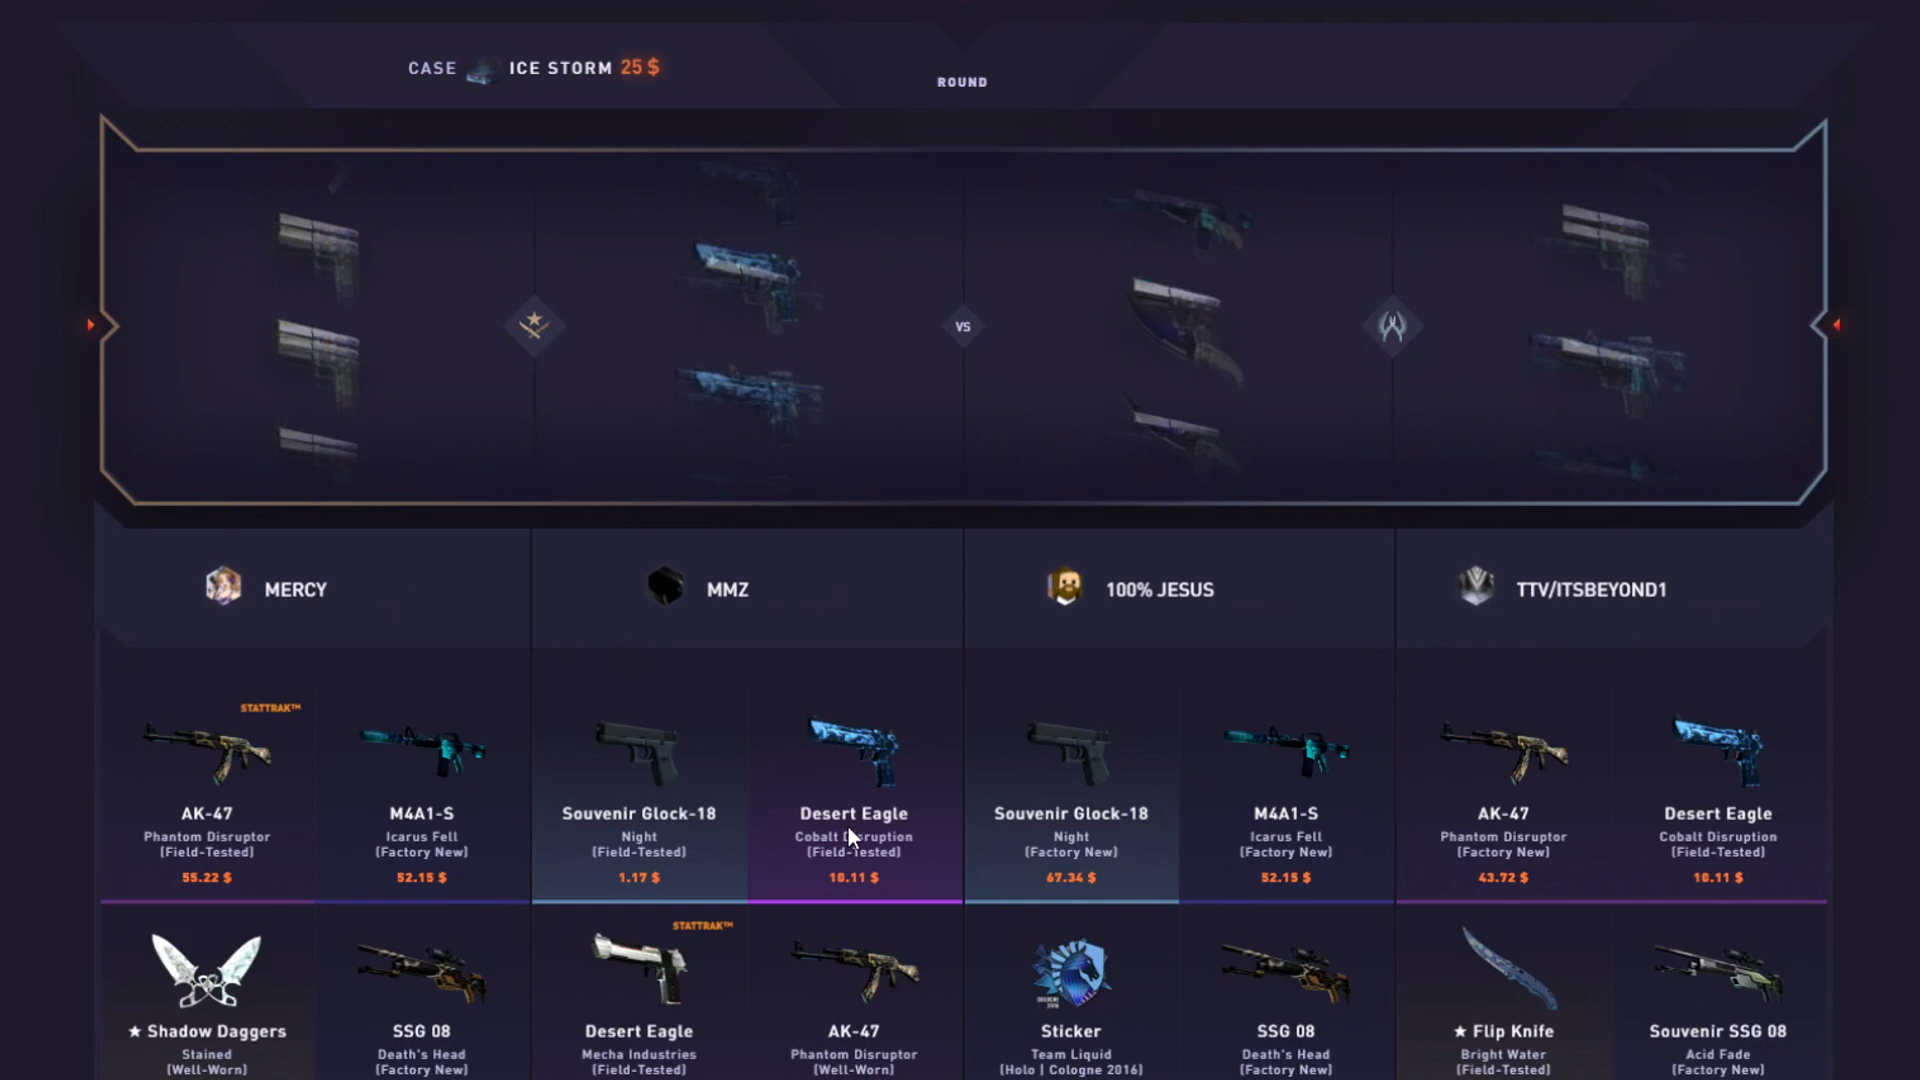 CASE ICE STORM 25 $
ROUND
VS
MERCY
MMZ
100% JESUS
TTV/ITSBEYOND1
STATTRAK™
AK-47
Phantom Disruptor
(Field-Tested)
55.22 $
M4A1-S
Icarus Fell
(Factory New)
52.15 $
Souvenir Glock-18
Night
(Field-Tested)
1.17 $
Desert Eagle
Cobalt Disruption
(Field-Tested)
10.11 $
Souvenir Glock-18
Night
(Factory New)
67.34 $
M4A1-S
Icarus Fell
(Factory New)
52.15 $
AK-47
Phantom Disruptor
(Factory New)
43.72 $
Desert Eagle
Cobalt Disruption
(Field-Tested)
10.11 $
★ Shadow Daggers
Stained
(Well-Worn)
SSG 08
Death's Head
(Factory New)
STATTRAK™
Desert Eagle
Mecha Industries
(Field-Tested)
AK-47
Phantom Disruptor
(Well-Worn)
Sticker
Team Liquid
(Holo | Cologne 2016)
SSG 08
Death's Head
(Factory New)
★ Flip Knife
Bright Water
(Field-Tested)
Souvenir SSG 08
Acid Fade
(Factory New)